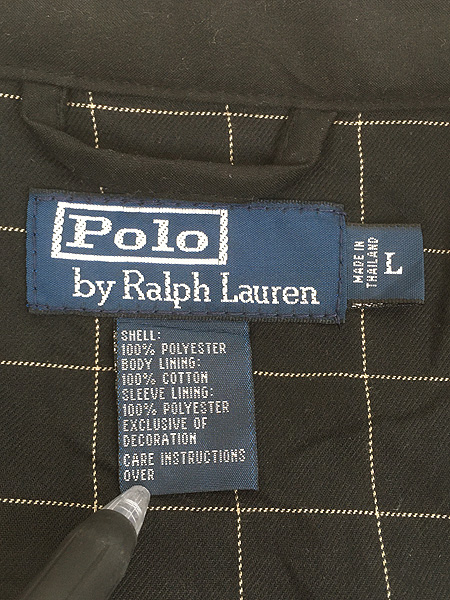 Polo
by Ralph Lauren
MADE IN
THAILAND
L
SHELL:
100% POLYESTER
BODY LINING:
100% COTTON
SLEEVE LINING:
100% POLYESTER
EXCLUSIVE OF
DECORATION
CARE INSTRUCTIONS
OVER